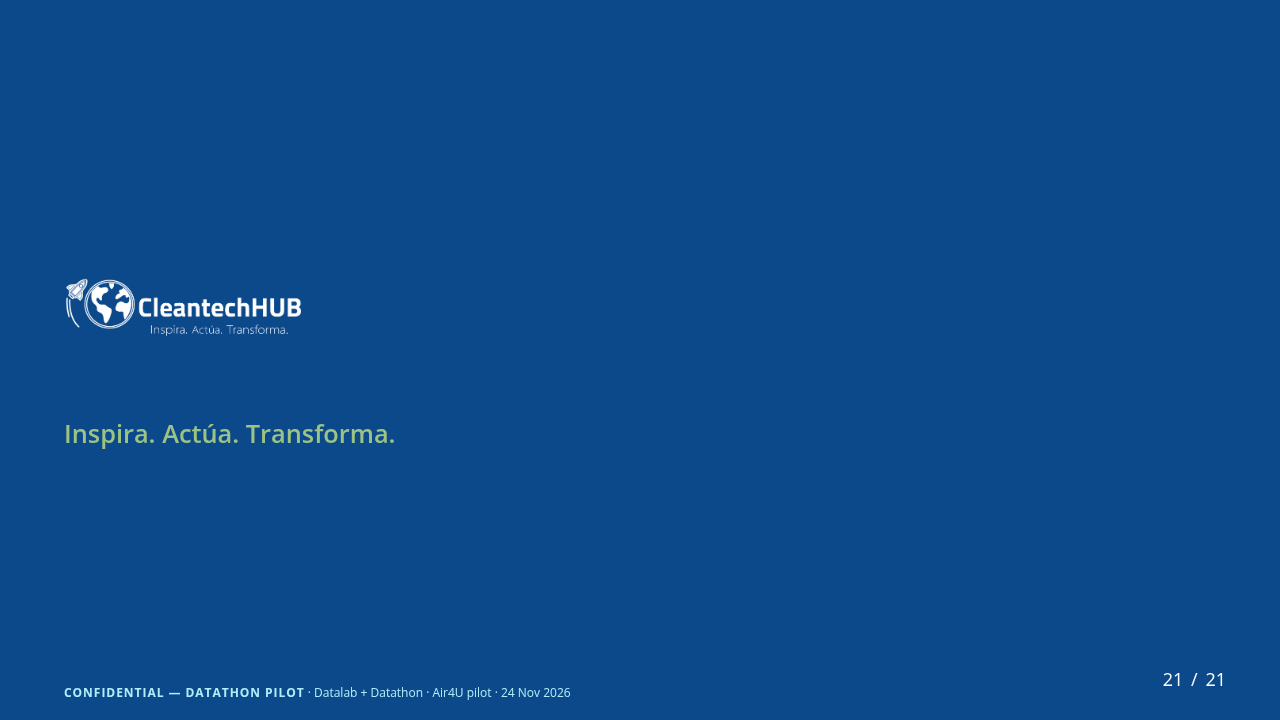 CleantechHUB
Inspira. Actúa. Transforma.
Inspira. Actúa. Transforma.
CONFIDENTIAL — DATATHON PILOT · Datalab + Datathon · Air4U pilot · 24 Nov 2026
21 / 21